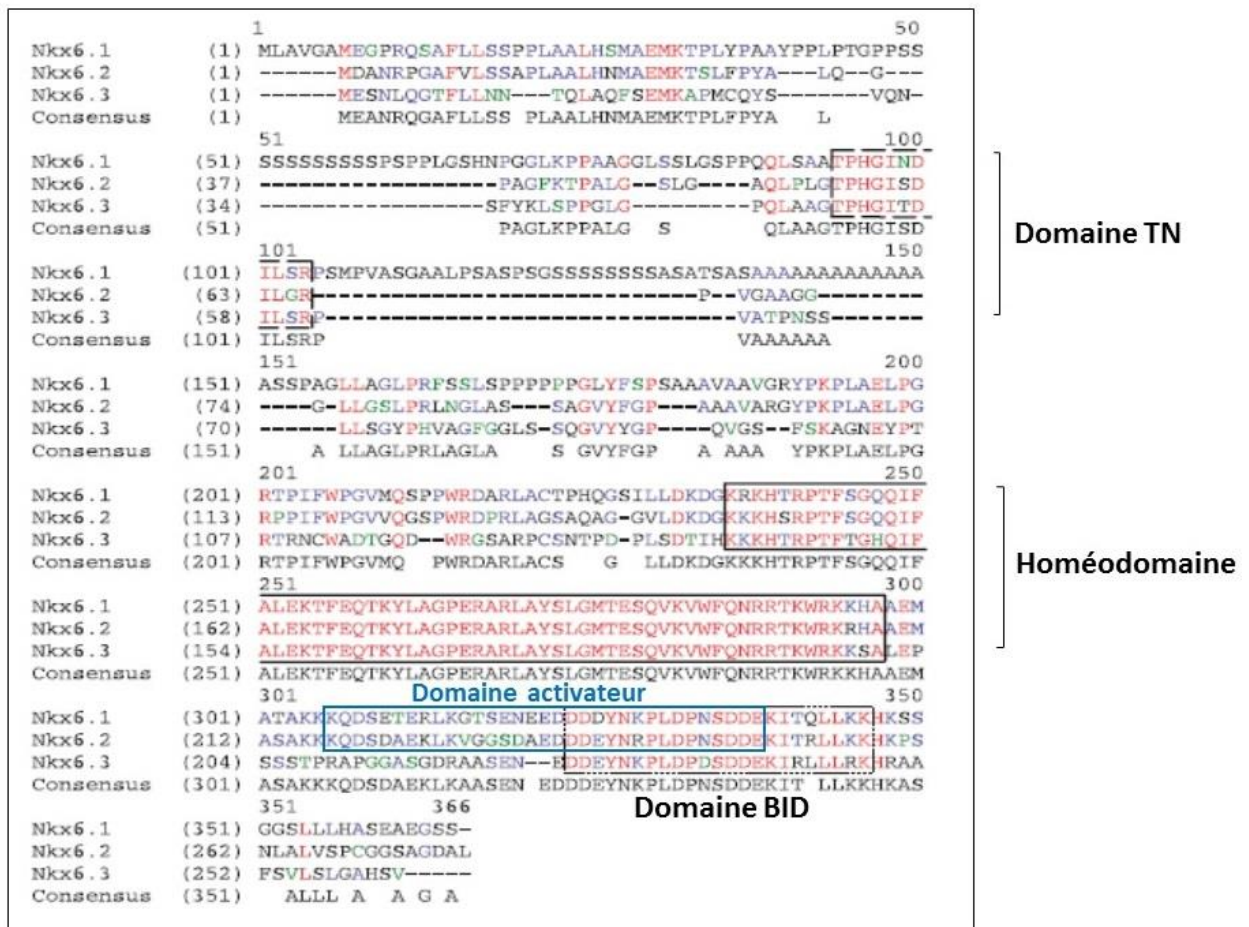 1 50
Nkx6.1 (1) MLAVGAMEGPRQSAFLLSSPPLAALHSMAEMKTPLYPAAYPPLPTGPPSS
Nkx6.2 (1) ------MDANRPGAFVLSSAPLAALHNMAEMKTSLFPYA---LQ--G---
Nkx6.3 (1) ------MESNLQGTFLLNN---TQLAQFSEMKAPMCQYS-------VQN-
Consensus (1) MEANRQGAFLLSS PLAALHNMAEMKTPLFPYA L
51 100
Nkx6.1 (51) SSSSSSSSSPSPPLGSHNPGGLKPPAAGGLSSLGSPPQQLSAATPHGIND
Nkx6.2 (37) ------------------PAGFKTPALG--SLG----AQLPLGTPHGISD
Nkx6.3 (34) -----------------SFYKLSPPGLG---------PQLAAGTPHGITD
Consensus (51) PAGLKPPALG S QLAAGTPHGISD
Domaine TN
101 150
Nkx6.1 (101) ILSRPSMPVASGAALPSASPSGSSSSSSSSASATSASAAAAAAAAAAAAA
Nkx6.2 (63) ILGR-----------------------------P--VGAAAGG-------
Nkx6.3 (58) ILSRP-------------------------------VATPNSS-------
Consensus (101) ILSRP VAAAAAA
151 200
Nkx6.1 (151) ASSPAGLLAGLPRFSSLSPPPPPPGLYFSPSAAAVAAVGRYPKPLAELPG
Nkx6.2 (74) ----G-LLGSLPRLNGLAS---SAGVYFGP---AAAVARGYPKPLAELPG
Nkx6.3 (70) ------LLSGYPHVAGFGGLS-SQGVYYGP----QVGS--FSKAGNEYPT
Consensus (151) A LLAGLPRLAGLA S GVYFGP A AAA YPKPLAELPG
201 250
Nkx6.1 (201) RTPIFWPGVMQSPPWRDARLACTPHQGSILLDKDGKRKHTRPTFSGQQIF
Nkx6.2 (113) RPPIFWPGVVQGSPWRDPRLAGSAQAG-GVLDKDGKKKHSRPTFSGQQIF
Nkx6.3 (107) RTRNCWADTGQD--WRGSARPCSNTPD-PLSDTIHKKKHTRPTFTGHQIF
Consensus (201) RTPIFWPGVMQ PWRDARLACS G LLDKDGKKKHTRPTFSGQQIF
Homéodomaine
251 300
Nkx6.1 (251) ALEKTFEQTKYLAGPERARLAYSLGMTESQVKVWFQNRRTKWRKKHAAEM
Nkx6.2 (162) ALEKTFEQTKYLAGPERARLAYSLGMTESQVKVWFQNRRTKWRKRHAAEM
Nkx6.3 (154) ALEKTFEQTKYLAGPERARLAYSLGMTESQVKVWFQNRRTKWRKKSALEP
Consensus (251) ALEKTFEQTKYLAGPERARLAYSLGMTESQVKVWFQNRRTKWRKKHAAEM
301 Domaine activateur 350
Nkx6.1 (301) ATAKKKQDSETERLKGTSENEEDDDDYNKPLDPNSDDEKITQLLKKHKSS
Nkx6.2 (212) ASAKKKQDSDAEKLKVGGSDAEDDDEYNRPLDPNSDDEKITRLLKKHKPS
Nkx6.3 (204) SSSTPRAPGGASGDRAASEN--EDDEYNKPLDPDSDDEKIRLLLRKHRAA
Consensus (301) ASAKKKQDSDAEKLKAASEN EDDDEYNKPLDPNSDDEKIT LLKKHKAS
Domaine BID
351 366
Nkx6.1 (351) GGSLLLHASEAEGSS-
Nkx6.2 (262) NLALVSPCGGSAGDAL
Nkx6.3 (252) FSVLSLGAHSV-----
Consensus (351) ALLL A A G A